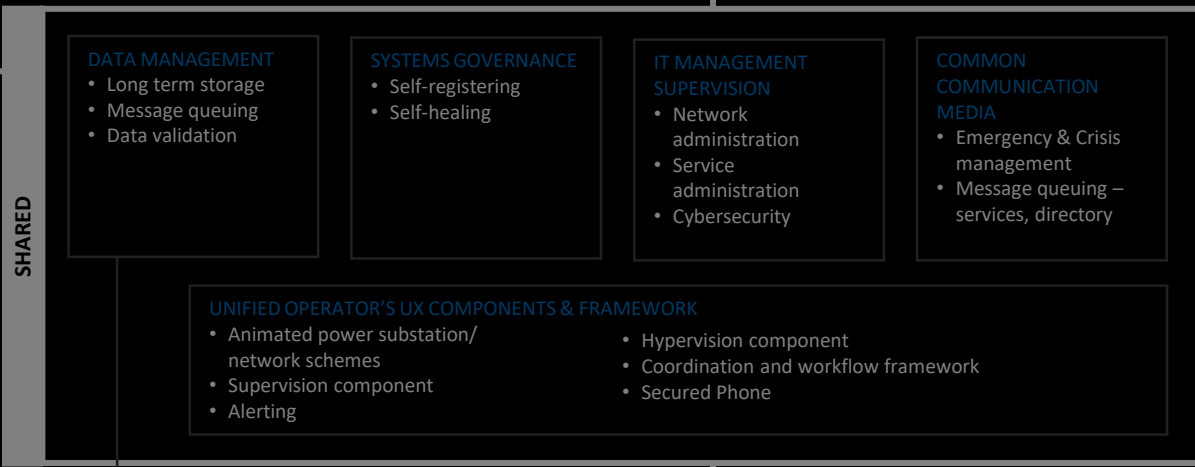 SHARED
DATA MANAGEMENT
• Long term storage
• Message queuing
• Data validation
SYSTEMS GOVERNANCE
• Self-registering
• Self-healing
IT MANAGEMENT
SUPERVISION
• Network
administration
• Service
administration
• Cybersecurity
COMMON
COMMUNICATION
MEDIA
• Emergency & Crisis
management
• Message queuing –
services, directory
UNIFIED OPERATOR’S UX COMPONENTS & FRAMEWORK
• Animated power substation/
network schemes
• Supervision component
• Alerting
• Hypervision component
• Coordination and workflow framework
• Secured Phone